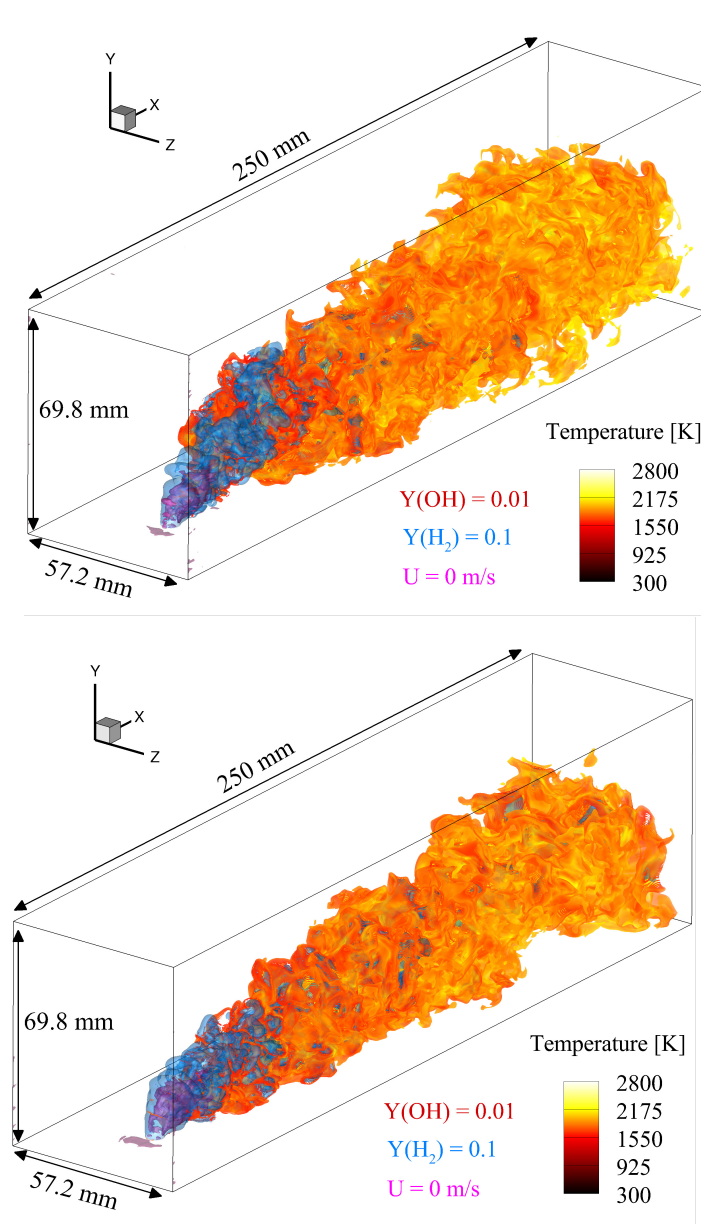 Y
X
Z
250 mm
69.8 mm
57.2 mm
Temperature [K]
2800
2175
1550
925
300
Y(OH) = 0.01
Y(H₂) = 0.1
U = 0 m/s
Y
X
Z
250 mm
69.8 mm
57.2 mm
Temperature [K]
2800
2175
1550
925
300
Y(OH) = 0.01
Y(H₂) = 0.1
U = 0 m/s